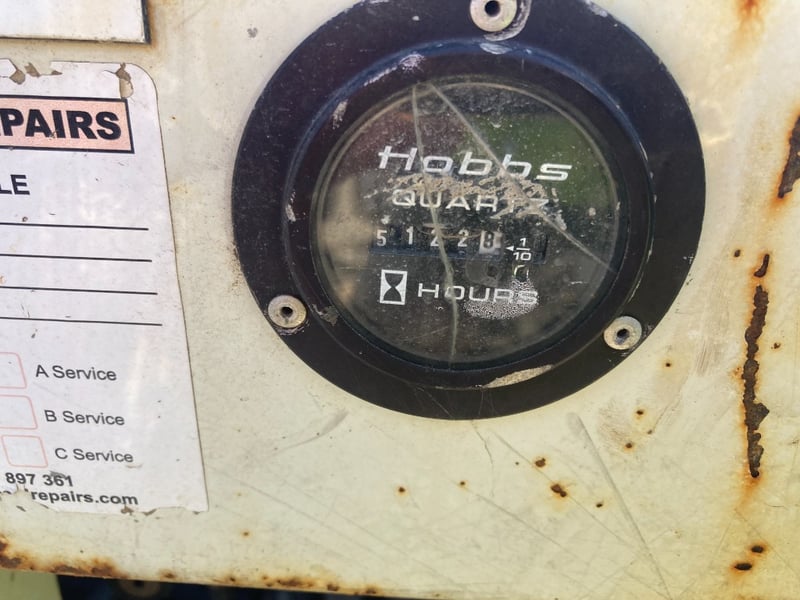 PAIRS
LE
A Service
B Service
C Service
897 361
repairs.com
Hobbs
QUARTZ
51228 1/10
HOURS